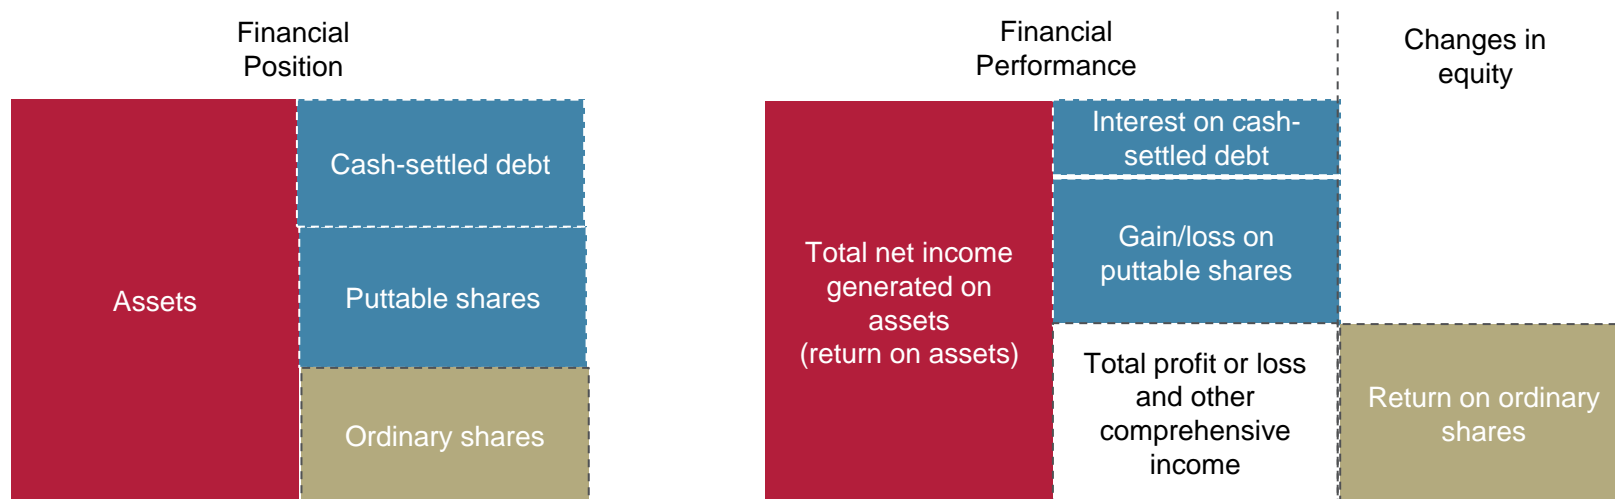 Financial
Position
Assets
Cash-settled debt
Puttable shares
Ordinary shares
Financial
Performance
Total net income
generated on
assets
(return on assets)
Interest on cash-
settled debt
Gain/loss on
puttable shares
Total profit or loss
and other
comprehensive
income
Changes in
equity
Return on ordinary
shares